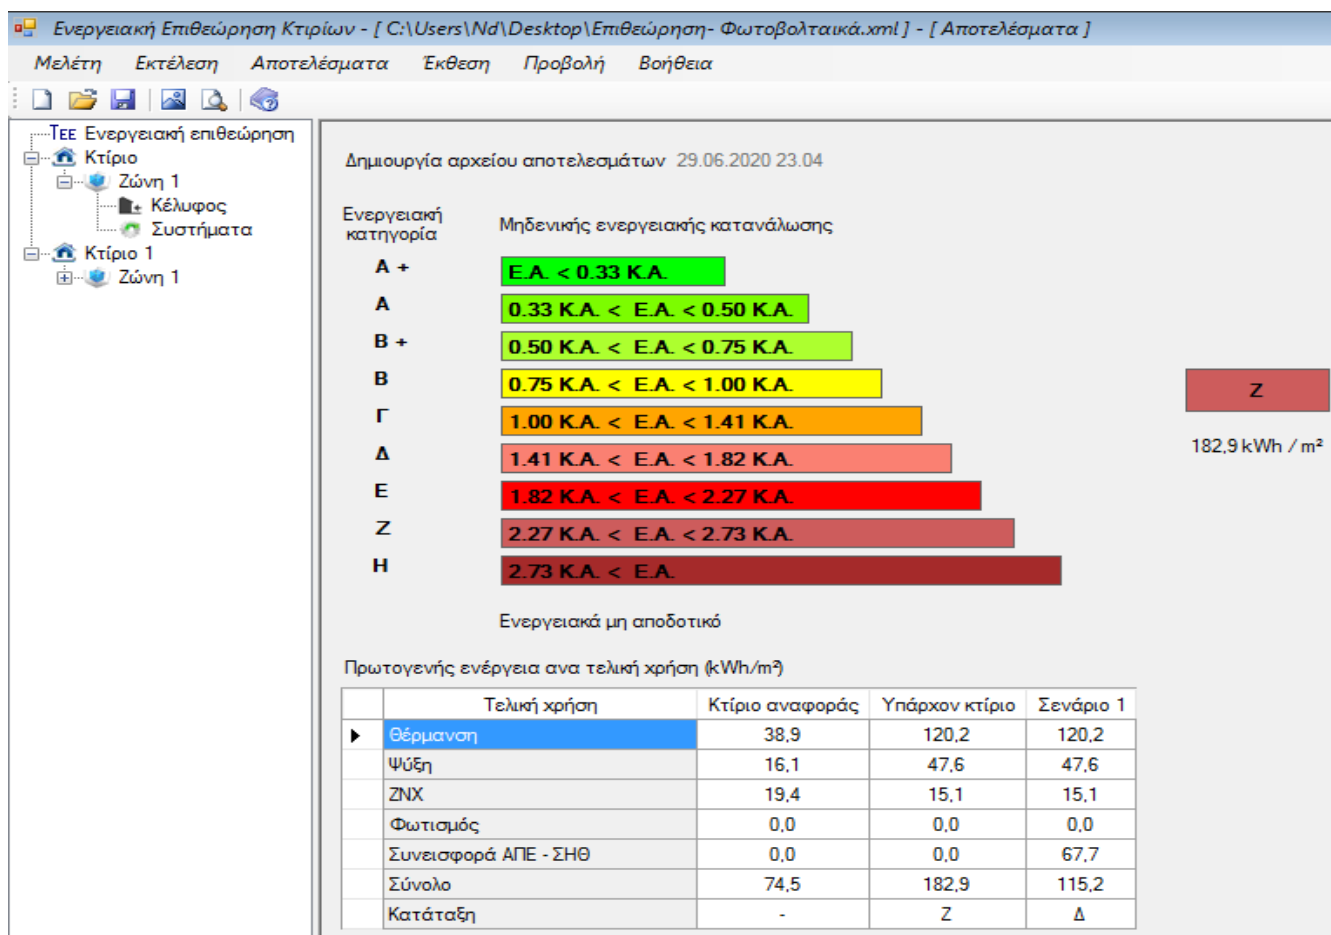 Ενεργειακή Επιθεώρηση Κτιρίων - [ C:\Users\Nd\Desktop\Επιθεώρηση- Φωτοβολταικά.xml ] - [ Αποτελέσματα ]
Μελέτη Εκτέλεση Αποτελέσματα Έκθεση Προβολή Βοήθεια
ΤΕΕ Ενεργειακή επιθεώρηση
Κτίριο
Ζώνη 1
Κέλυφος
Συστήματα
Κτίριο 1
Ζώνη 1
Δημιουργία αρχείου αποτελεσμάτων 29.06.2020 23.04
Ενεργειακή κατηγορία
Μηδενικής ενεργειακής κατανάλωσης
Α + Ε.Α. < 0.33 Κ.Α.
Α 0.33 Κ.Α. < Ε.Α. < 0.50 Κ.Α.
Β + 0.50 Κ.Α. < Ε.Α. < 0.75 Κ.Α.
Β 0.75 Κ.Α. < Ε.Α. < 1.00 Κ.Α.
Γ 1.00 Κ.Α. < Ε.Α. < 1.41 Κ.Α.
Δ 1.41 Κ.Α. < Ε.Α. < 1.82 Κ.Α.
Ε 1.82 Κ.Α. < Ε.Α. < 2.27 Κ.Α.
Ζ 2.27 Κ.Α. < Ε.Α. < 2.73 Κ.Α.
Η 2.73 Κ.Α. < Ε.Α.
Ζ
182,9 kWh / m²
Ενεργειακά μη αποδοτικό
Πρωτογενής ενέργεια ανα τελική χρήση (kWh/m²)
Τελική χρήση Κτίριο αναφοράς Υπάρχον κτίριο Σενάριο 1
Θέρμανση 38,9 120,2 120,2
Ψύξη 16,1 47,6 47,6
ΖΝΧ 19,4 15,1 15,1
Φωτισμός 0,0 0,0 0,0
Συνεισφορά ΑΠΕ - ΣΗΘ 0,0 0,0 67,7
Σύνολο 74,5 182,9 115,2
Κατάταξη - Ζ Δ